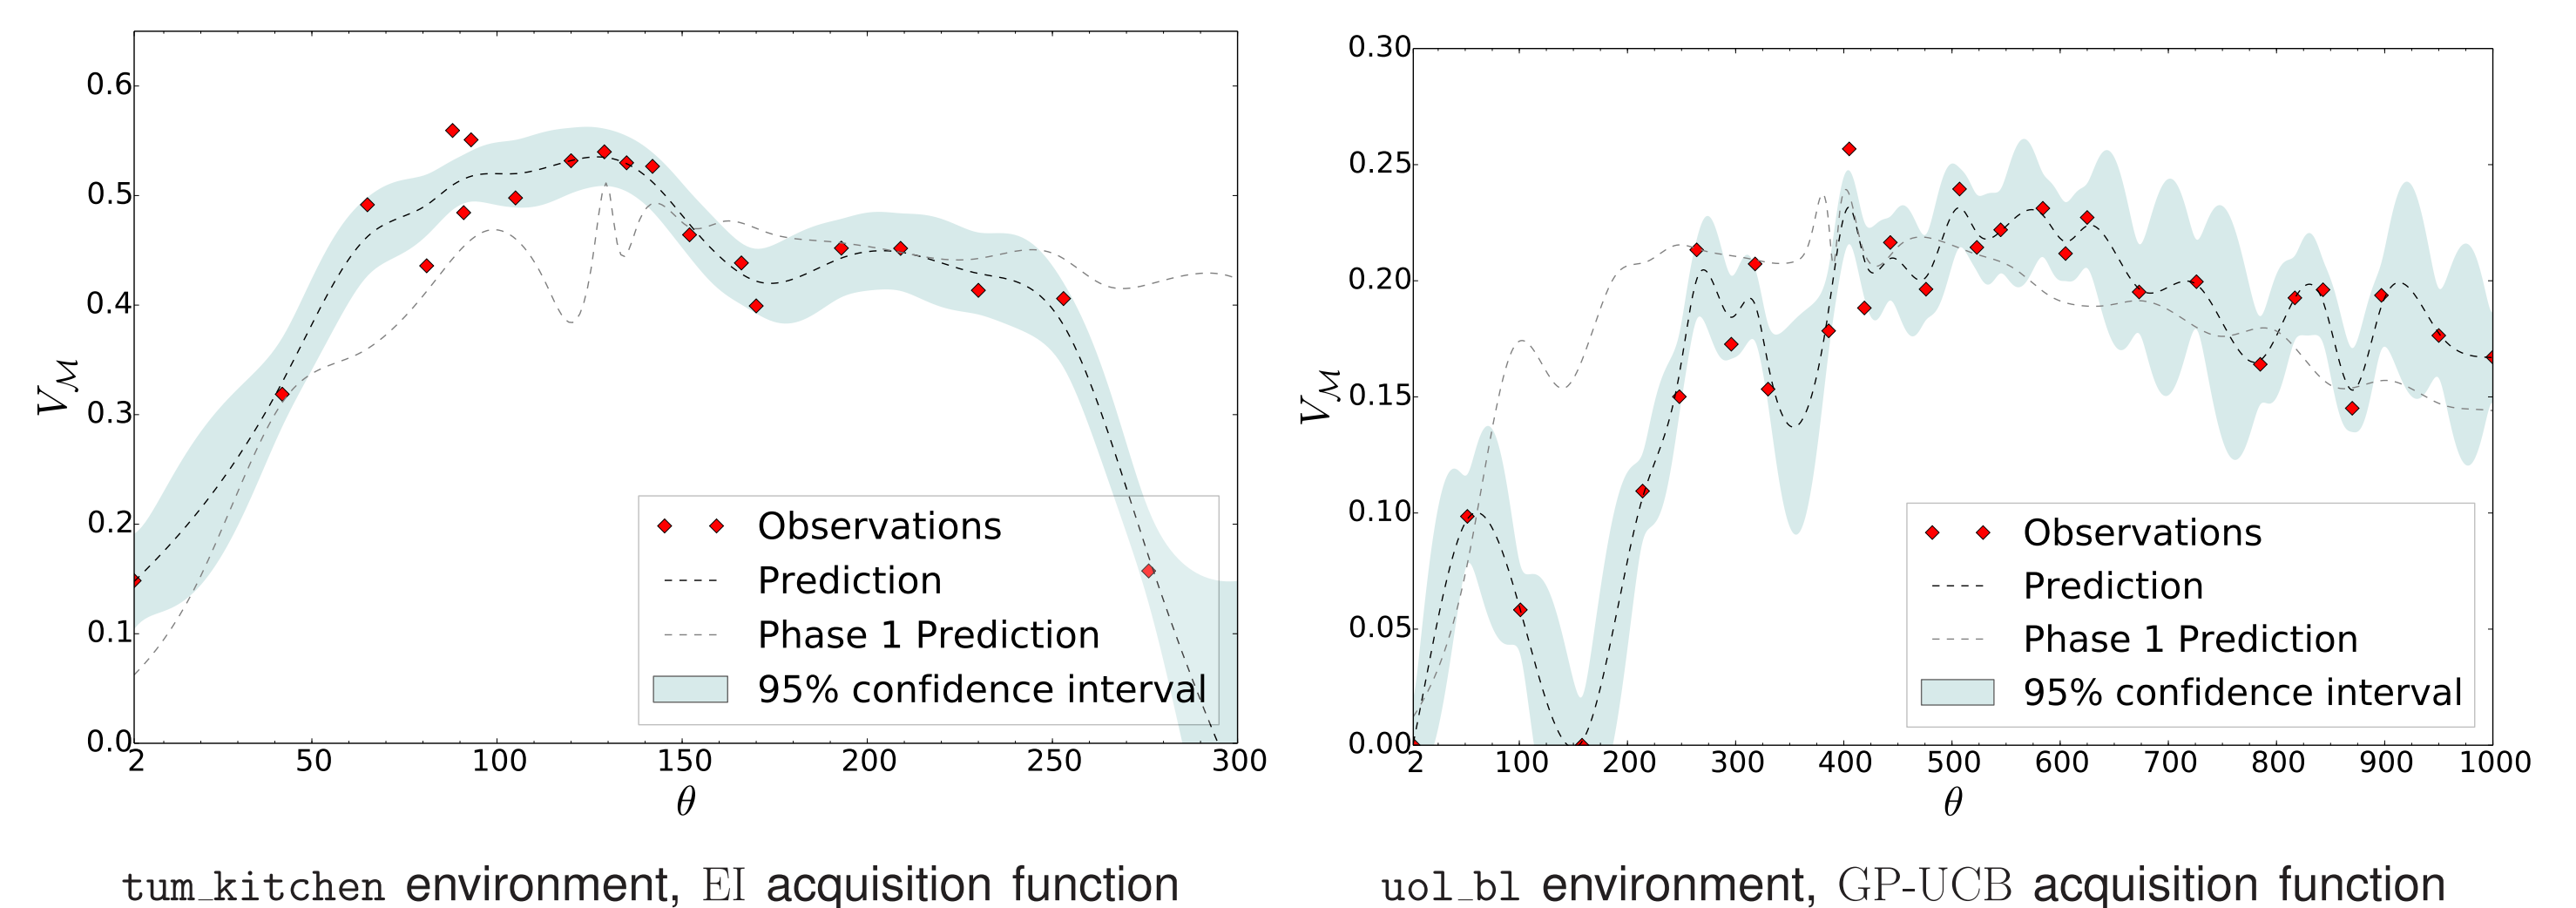 0.6
0.5
0.4
0.3
0.2
0.1
0.0
V_M
2 50 100 150 200 250 300
θ
Observations
Prediction
Phase 1 Prediction
95% confidence interval
tum_kitchen environment, EI acquisition function
0.30
0.25
0.20
0.15
0.10
0.05
0.00
V_M
2 100 200 300 400 500 600 700 800 900 1000
θ
Observations
Prediction
Phase 1 Prediction
95% confidence interval
uol_bl environment, GP-UCB acquisition function